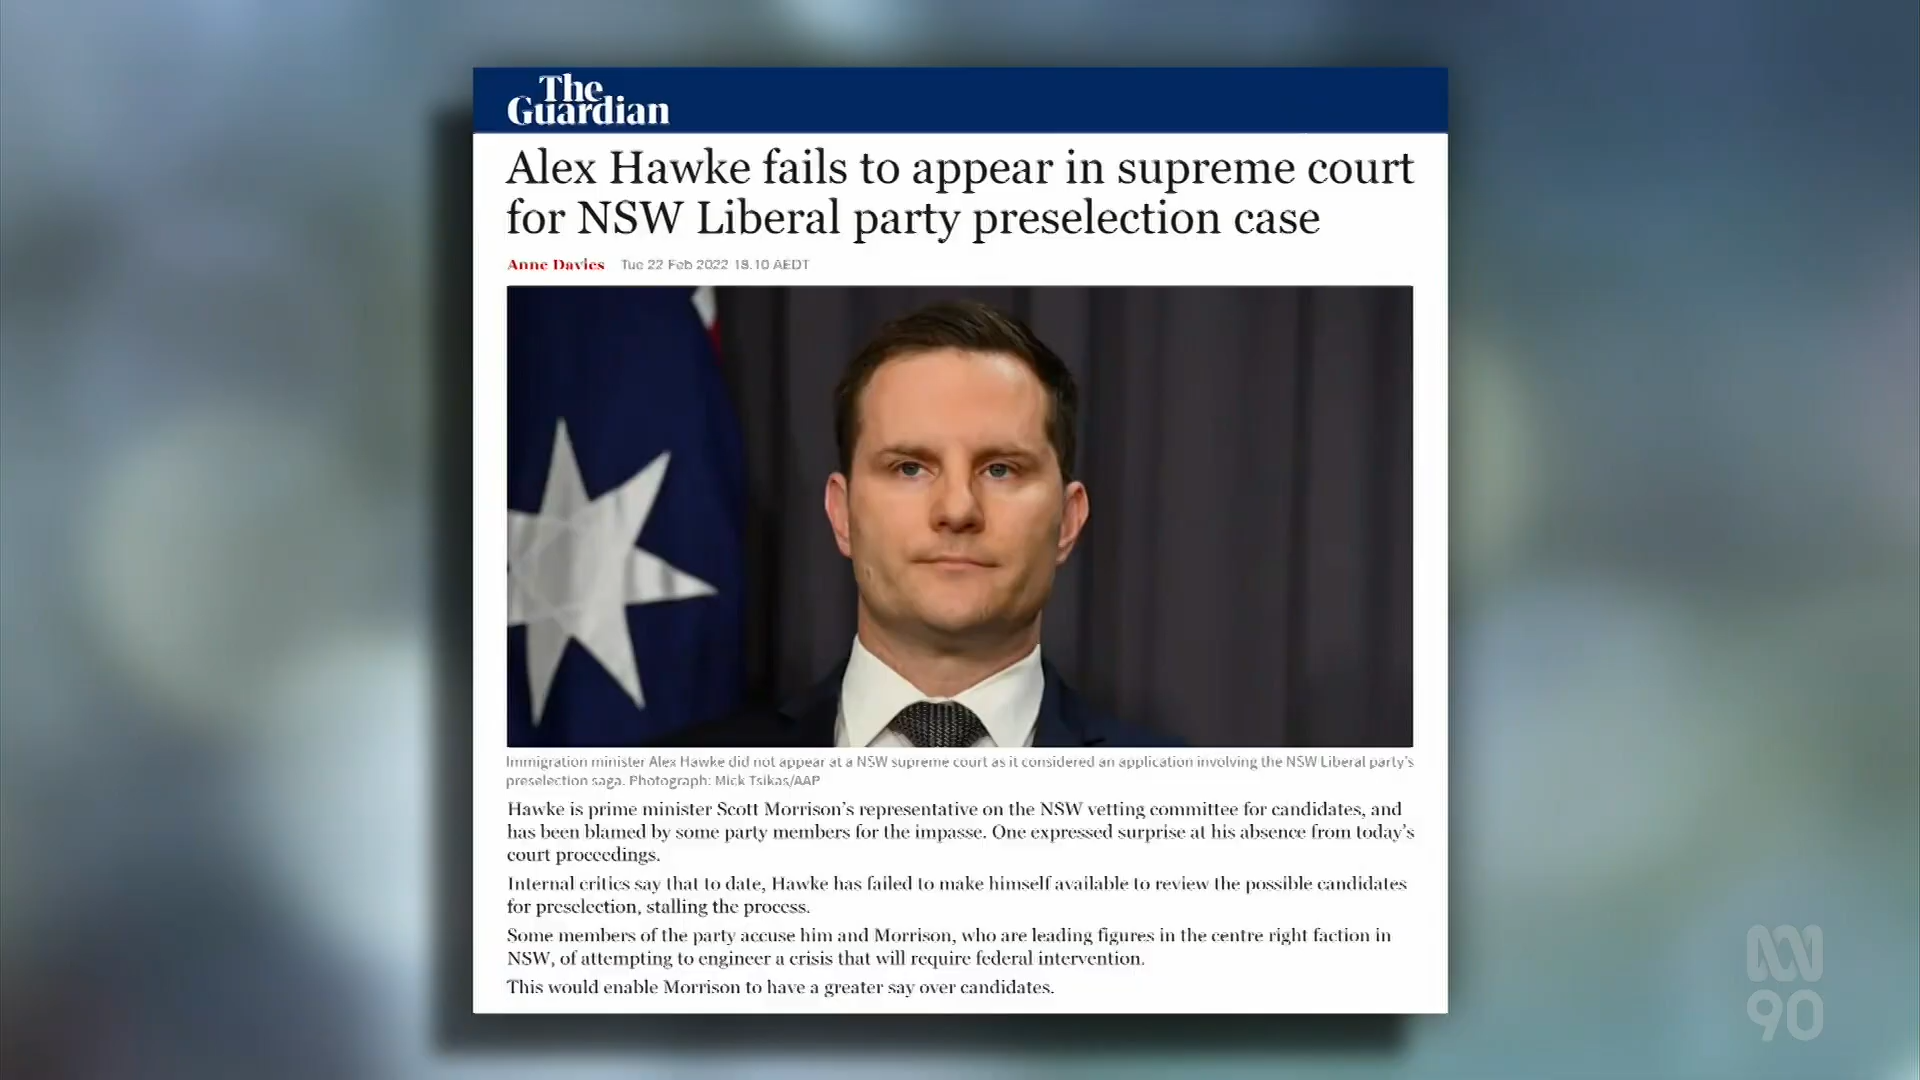 The
Guardian
Alex Hawke fails to appear in supreme court
for NSW Liberal party preselection case
Anne Davies Tue 22 Feb 2022 18.10 AEDT
Immigration minister Alex Hawke did not appear at a NSW supreme court as it considered an application involving the NSW Liberal party's
preselection saga. Photograph: Mick Tsikas/AAP
Hawke is prime minister Scott Morrison's representative on the NSW vetting committee for candidates, and
has been blamed by some party members for the impasse. One expressed surprise at his absence from today's
court proceedings.
Internal critics say that to date, Hawke has failed to make himself available to review the possible candidates
for preselection, stalling the process.
Some members of the party accuse him and Morrison, who are leading figures in the centre right faction in
NSW, of attempting to engineer a crisis that will require federal intervention.
This would enable Morrison to have a greater say over candidates.
90